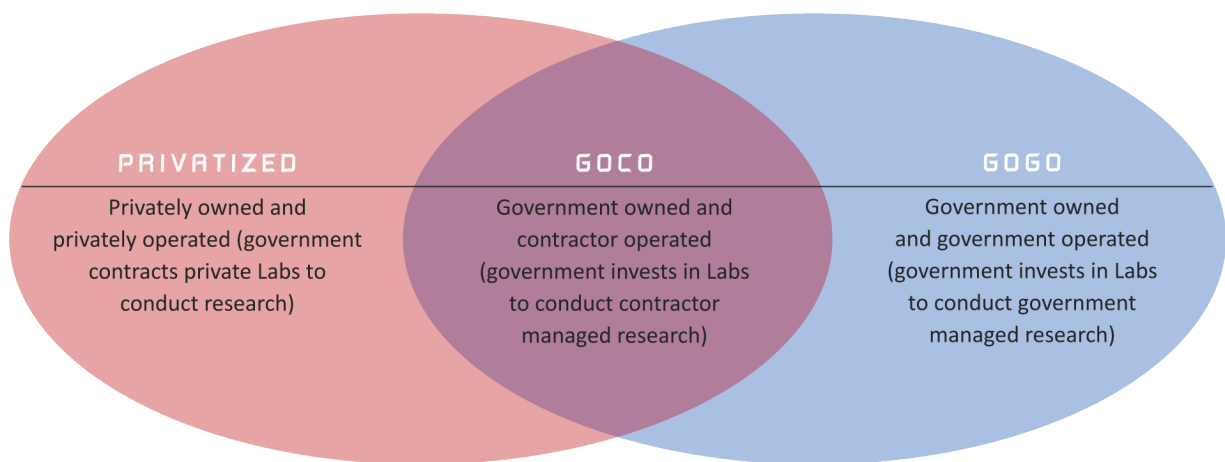 PRIVATIZED
Privately owned and
privately operated (government
contracts private Labs to
conduct research)
GOCO
Government owned and
contractor operated
(government invests in Labs
to conduct contractor
managed research)
GOGO
Government owned
and government operated
(government invests in Labs
to conduct government
managed research)